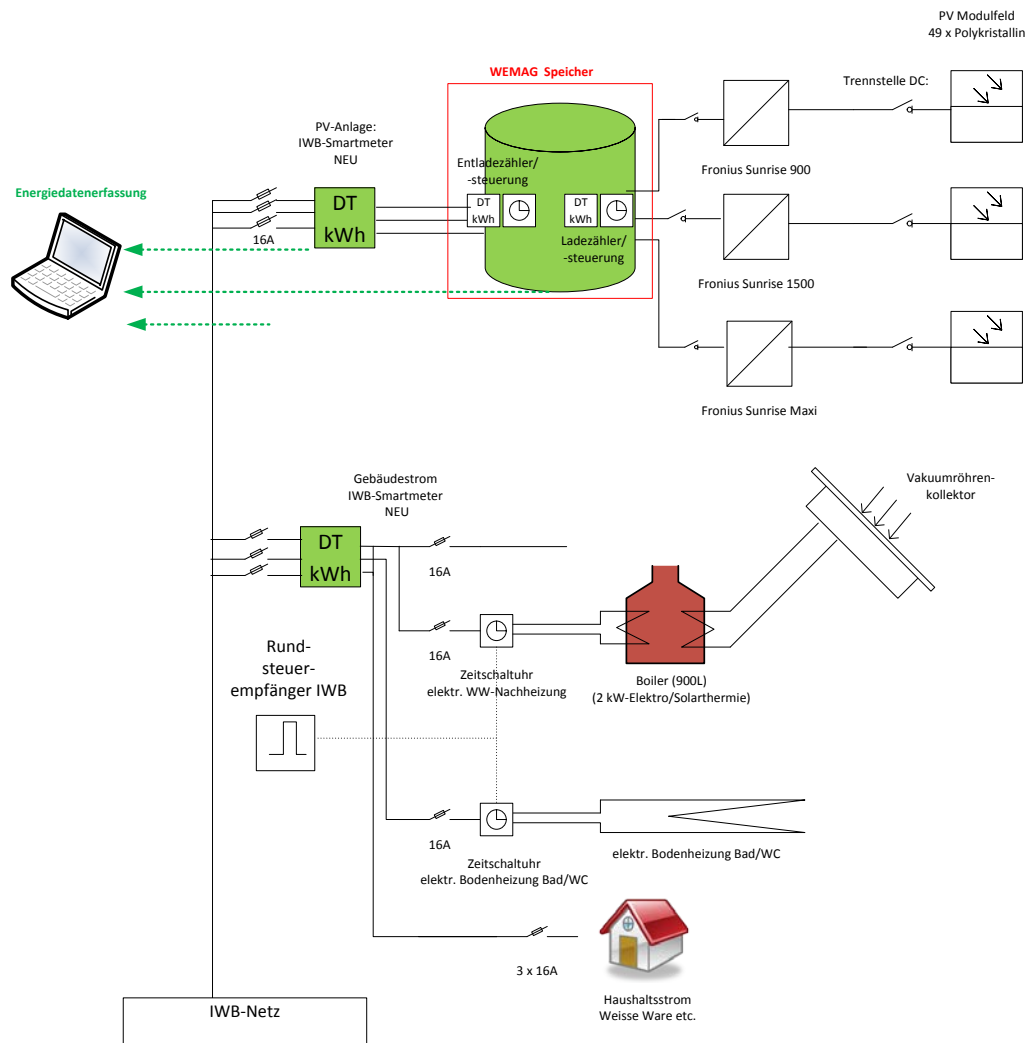 PV Modulfeld
49 x Polykristallin
WEMAG Speicher
Trennstelle DC:
PV-Anlage:
IWB-Smartmeter
NEU
Entladezähler/
-steuerung
Fronius Sunrise 900
Energiedatenerfassung
DT
kWh
DT
kWh
DT
kWh
16A
Ladezähler/
-steuerung
Fronius Sunrise 1500
Fronius Sunrise Maxi
Gebäudestrom
IWB-Smartmeter
NEU
Vakuumröhren-
kollektor
DT
kWh
16A
16A
Rund-
steuer-
empfänger IWB
Zeitschaltuhr
elektr. WW-Nachheizung
Boiler (900L)
(2 kW-Elektro/Solarthermie)
16A
Zeitschaltuhr
elektr. Bodenheizung Bad/WC
elektr. Bodenheizung Bad/WC
3 x 16A
Haushaltsstrom
Weisse Ware etc.
IWB-Netz